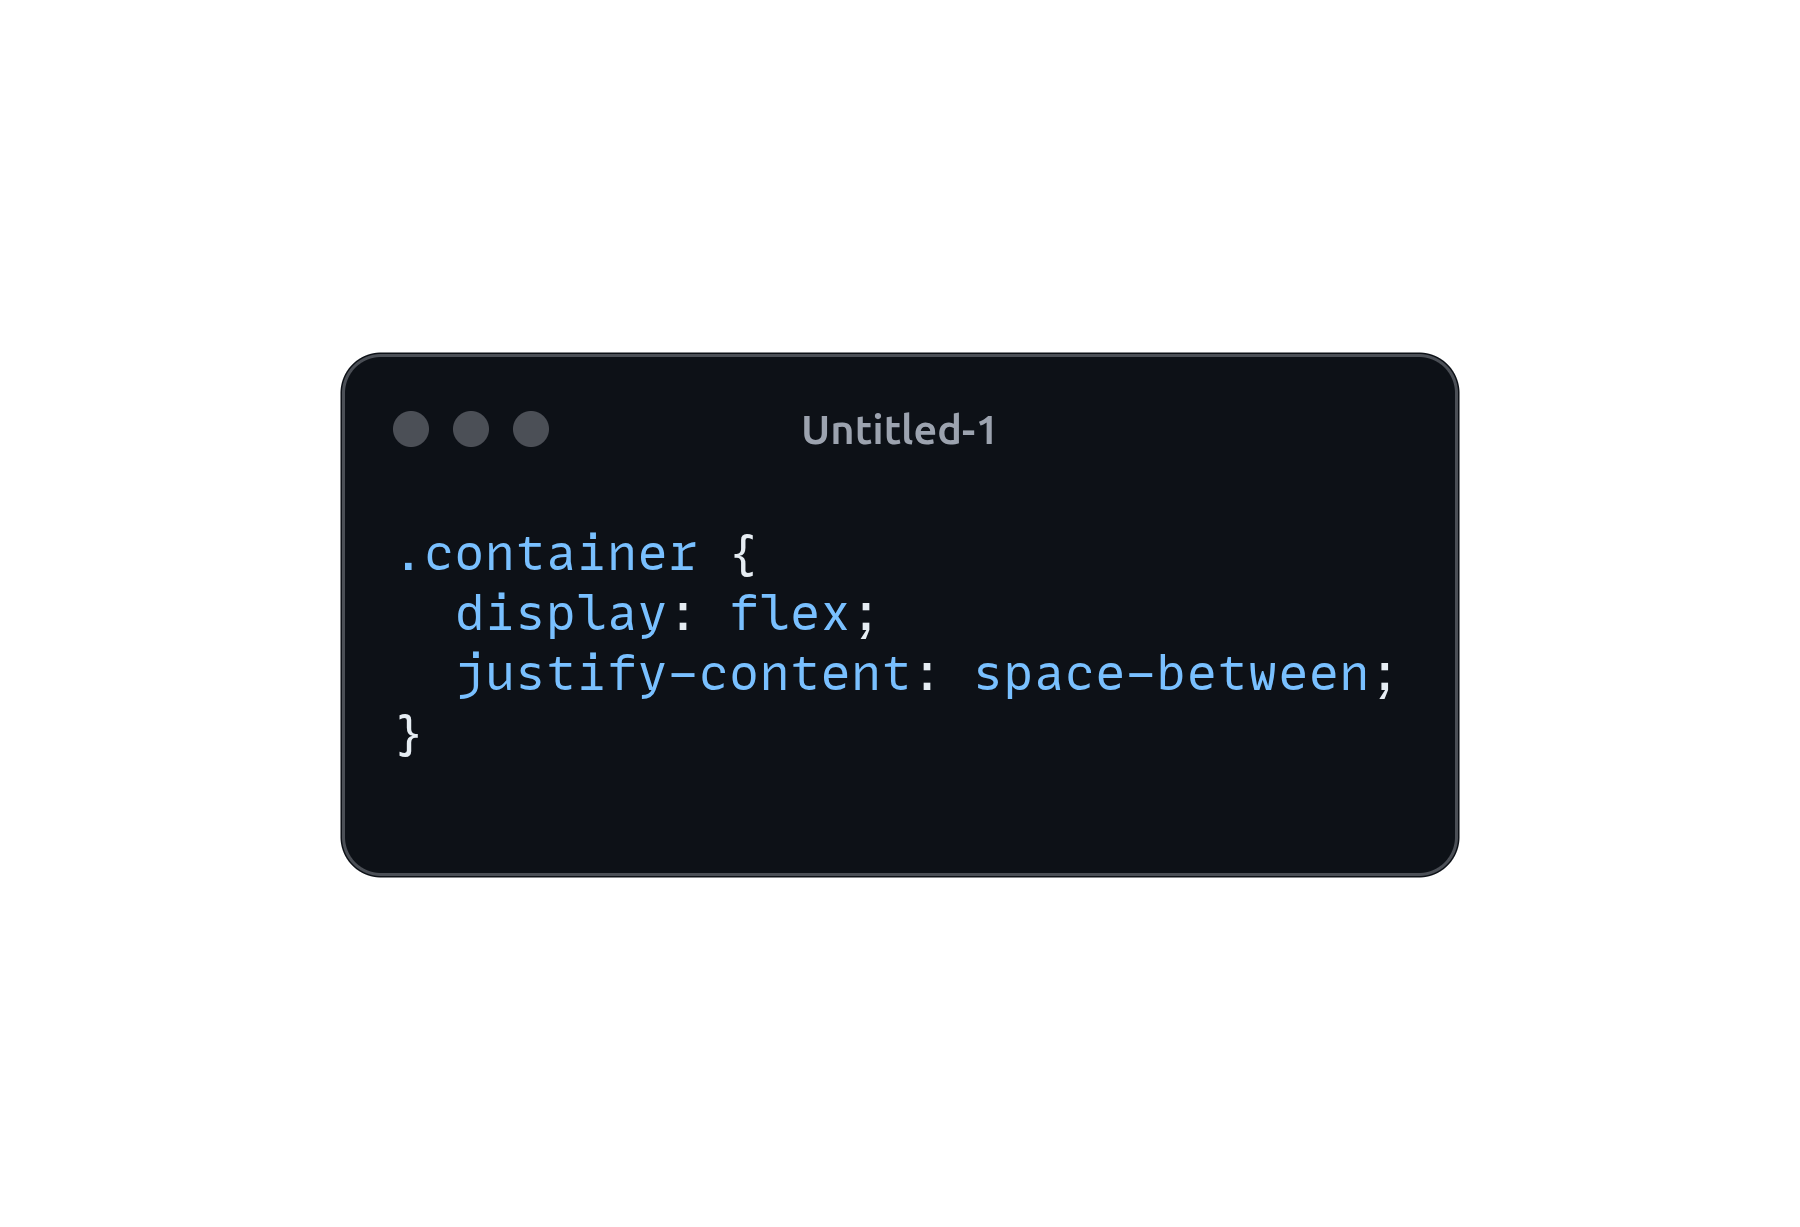 Untitled-1
.container {
  display: flex;
  justify-content: space-between;
}